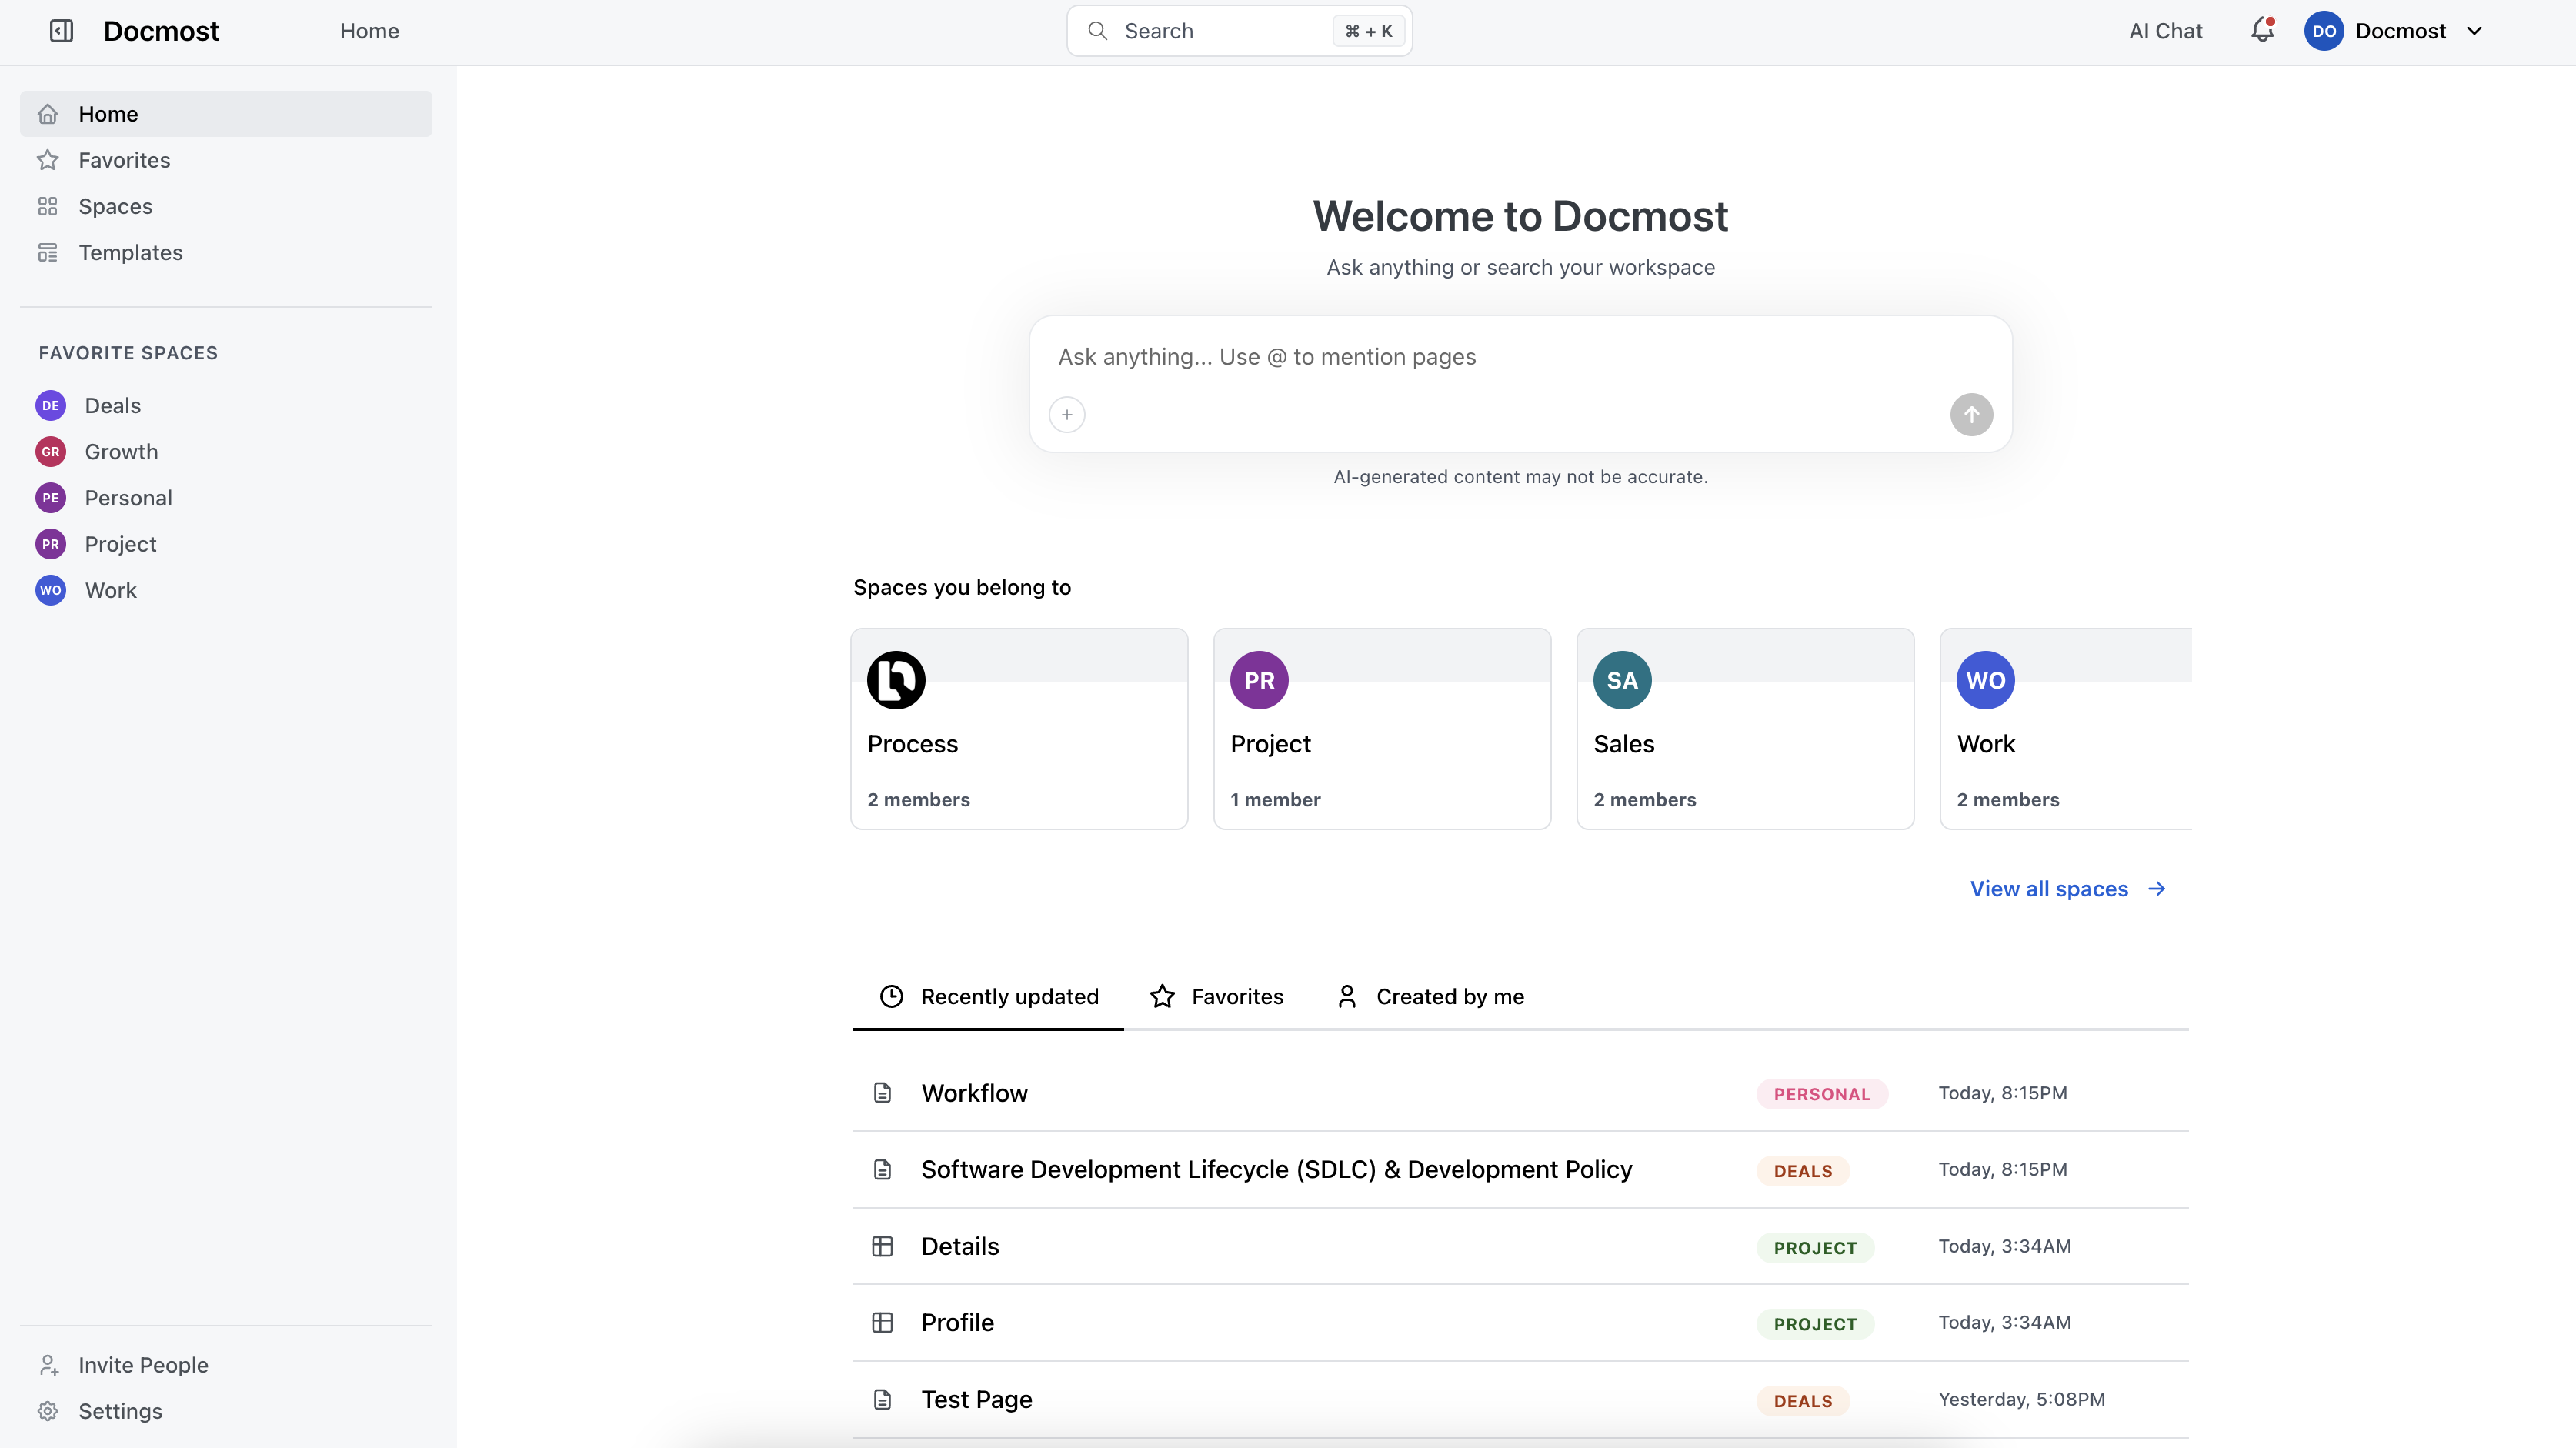 Docmost
Home
Search
⌘ + K
AI Chat
DO
Docmost
Home
Favorites
Spaces
Templates
FAVORITE SPACES
DE Deals
GR Growth
PE Personal
PR Project
WO Work
Invite People
Settings
Welcome to Docmost
Ask anything or search your workspace
Ask anything... Use @ to mention pages
AI-generated content may not be accurate.
Spaces you belong to
Process
2 members
PR
Project
1 member
SA
Sales
2 members
WO
Work
2 members
View all spaces →
Recently updated Favorites Created by me
Workflow PERSONAL Today, 8:15PM
Software Development Lifecycle (SDLC) & Development Policy DEALS Today, 8:15PM
Details PROJECT Today, 3:34AM
Profile PROJECT Today, 3:34AM
Test Page DEALS Yesterday, 5:08PM